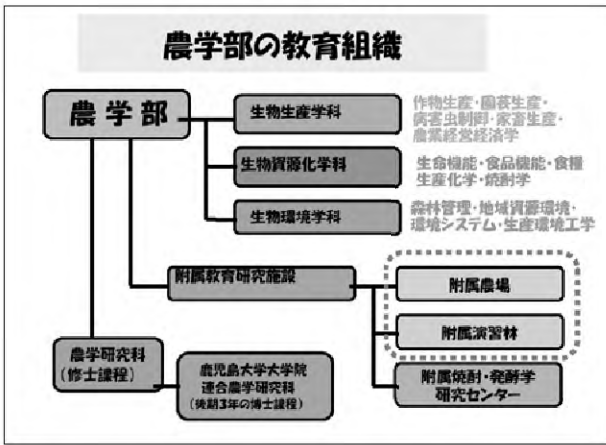 農学部の教育組織
農学部
生物生産学科
作物生産・園芸生産・
病害虫制御・家畜生産・
農業経営経済学
生物資源化学科
生命機能・食品機能・食糧
生産化学・焼酎学
生物環境学科
森林管理・地域資源環境・
環境システム・生産環境工学
附属教育研究施設
附属農場
附属演習林
附属焼酎・発酵学
研究センター
農学研究科
(修士課程)
鹿児島大学大学院
連合農学研究科
(後期3年の博士課程)